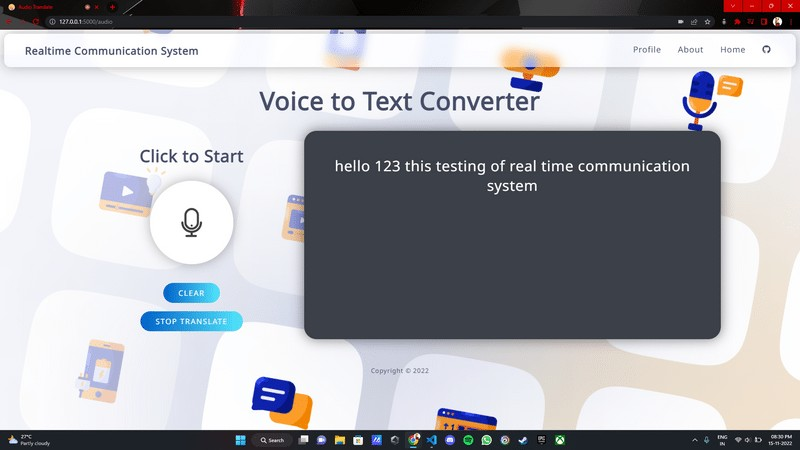 Audio Translate
127.0.0.1:5000/audio
Realtime Communication System
Profile
About
Home
Voice to Text Converter
Click to Start
hello 123 this testing of real time communication
system
CLEAR
STOP TRANSLATE
Copyright © 2022
27°C
Partly cloudy
Search
ENG
IN
08:30 PM
15-11-2022